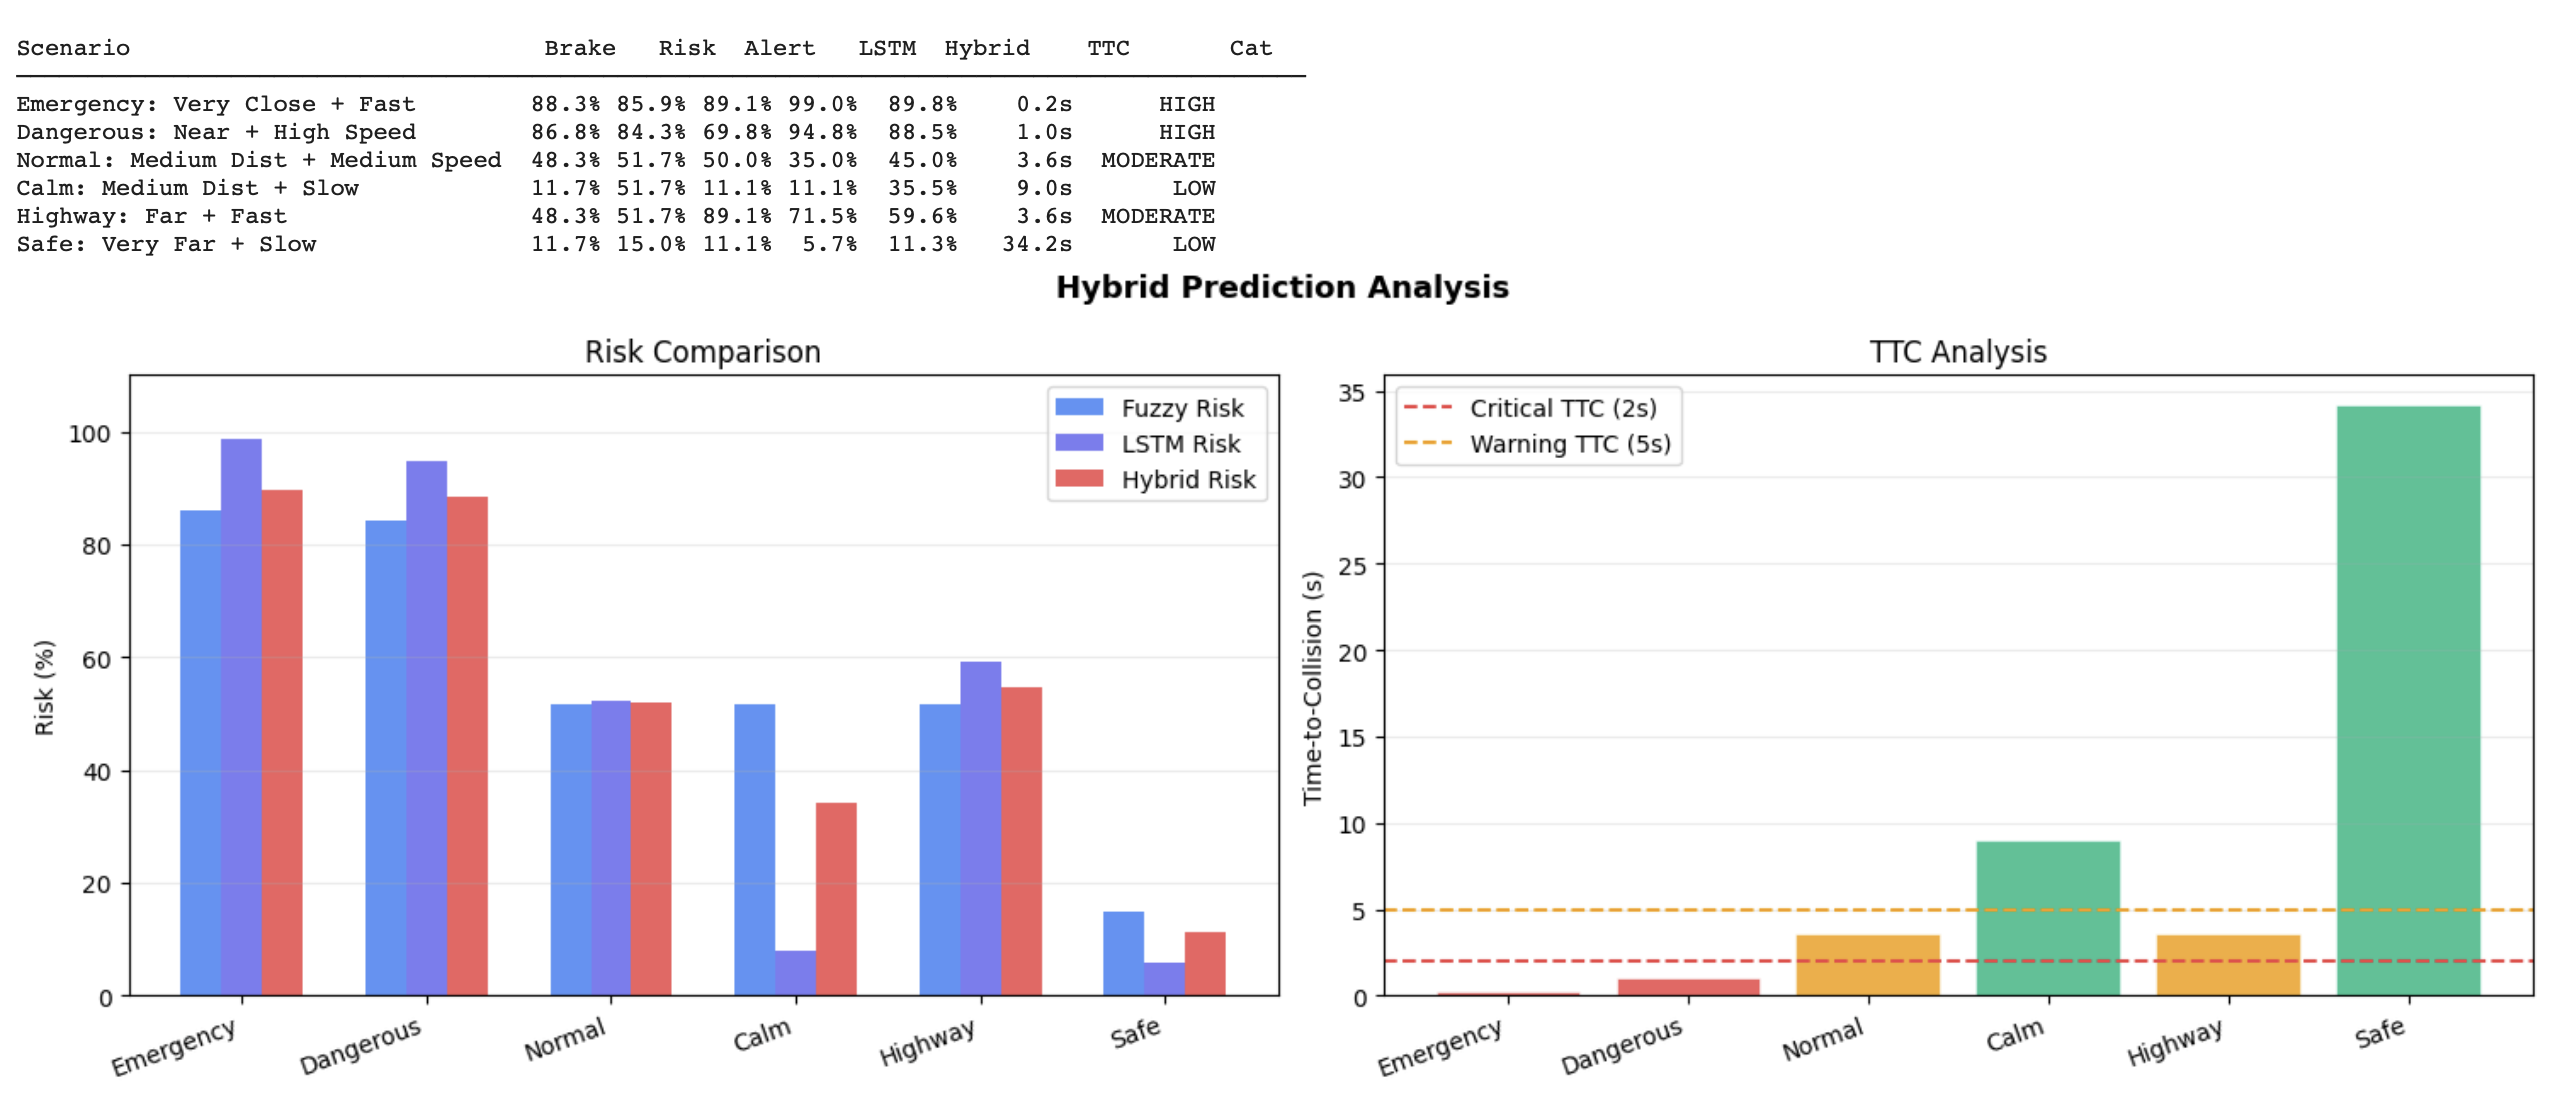 Scenario Brake Risk Alert LSTM Hybrid TTC Cat
Emergency: Very Close + Fast 88.3% 85.9% 89.1% 99.0% 89.8% 0.2s HIGH
Dangerous: Near + High Speed 86.8% 84.3% 69.8% 94.8% 88.5% 1.0s HIGH
Normal: Medium Dist + Medium Speed 48.3% 51.7% 50.0% 35.0% 45.0% 3.6s MODERATE
Calm: Medium Dist + Slow 11.7% 51.7% 11.1% 11.1% 35.5% 9.0s LOW
Highway: Far + Fast 48.3% 51.7% 89.1% 71.5% 59.6% 3.6s MODERATE
Safe: Very Far + Slow 11.7% 15.0% 11.1% 5.7% 11.3% 34.2s LOW
Hybrid Prediction Analysis
Risk Comparison
Fuzzy Risk
LSTM Risk
Hybrid Risk
Risk (%)
100
80
60
40
20
0
Emergency
Dangerous
Normal
Calm
Highway
Safe
TTC Analysis
Critical TTC (2s)
Warning TTC (5s)
Time-to-Collision (s)
35
30
25
20
15
10
5
0
Emergency
Dangerous
Normal
Calm
Highway
Safe